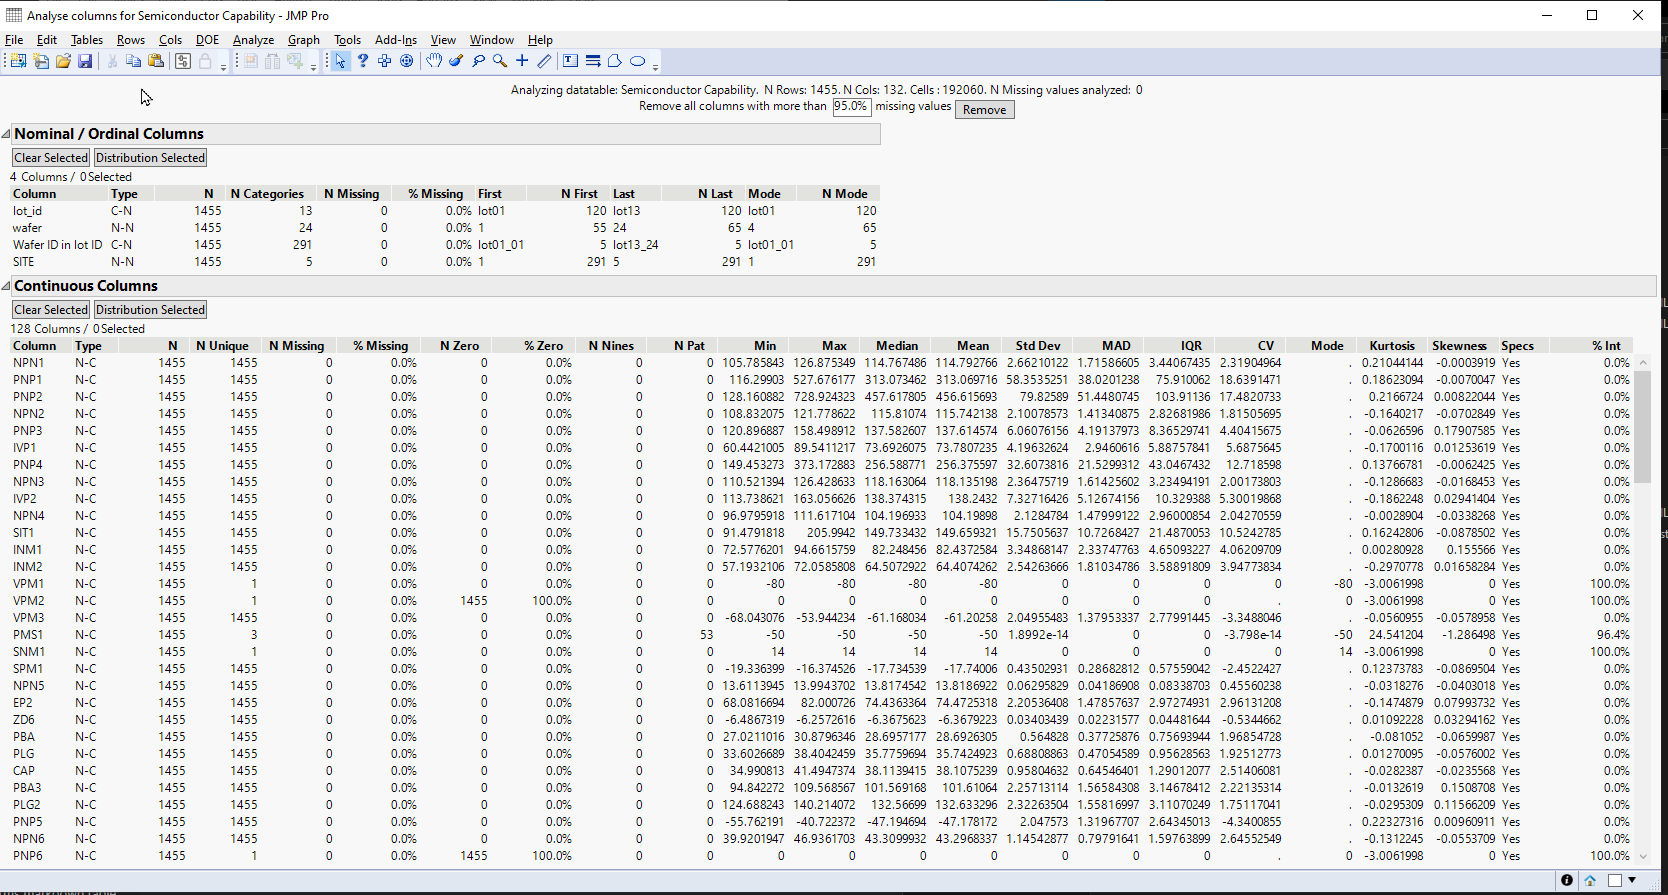 Analyse columns for Semiconductor Capability - JMP Pro
File Edit Tables Rows Cols DOE Analyze Graph Tools Add-Ins View Window Help
Analyzing datatable: Semiconductor Capability. N Rows: 1455. N Cols: 132. Cells : 192060. N Missing values analyzed: 0
Remove all columns with more than 95.0% missing values Remove
Nominal / Ordinal Columns
Clear Selected Distribution Selected
4 Columns / 0 Selected
Column Type N N Categories N Missing % Missing First N First Last N Last Mode N Mode
lot_id C-N 1455 13 0 0.0% lot01 120 lot13 120 lot01 120
wafer N-N 1455 24 0 0.0% 1 55 24 65 4 65
Wafer ID in lot ID C-N 1455 291 0 0.0% lot01_01 5 lot13_24 5 lot01_01 5
SITE N-N 1455 5 0 0.0% 1 291 5 291 1 291
Continuous Columns
Clear Selected Distribution Selected
128 Columns / 0 Selected
Column Type N N Unique N Missing % Missing N Zero % Zero N Nines N Pat Min Max Median Mean Std Dev MAD IQR CV Mode Kurtosis Skewness Specs % Int
NPN1 N-C 1455 1455 0 0.0% 0 0.0% 0 0 105.785843 126.875349 114.767486 114.792766 2.66210122 1.71586605 3.44067435 2.31904964 . 0.21044144 -0.0003919 Yes 0.0%
PNP1 N-C 1455 1455 0 0.0% 0 0.0% 0 0 116.29903 527.676177 313.073462 313.069716 58.3535251 38.0201238 75.910062 18.6391471 . 0.18623094 -0.0070047 Yes 0.0%
PNP2 N-C 1455 1455 0 0.0% 0 0.0% 0 0 128.160882 728.924323 457.617805 456.615693 79.82589 51.4480745 103.91136 17.4820733 . 0.2166724 0.00822044 Yes 0.0%
NPN2 N-C 1455 1455 0 0.0% 0 0.0% 0 0 108.832075 121.778622 115.81074 115.742138 2.10078573 1.41340875 2.82681986 1.81505695 . -0.1640217 -0.0702849 Yes 0.0%
PNP3 N-C 1455 1455 0 0.0% 0 0.0% 0 0 120.896887 158.498912 137.582607 137.614574 6.06076156 4.19137973 8.36529741 4.40415675 . -0.0626596 0.17907585 Yes 0.0%
IVP1 N-C 1455 1455 0 0.0% 0 0.0% 0 0 60.4421005 89.5411217 73.6926075 73.7807235 4.19632624 2.9460616 5.88757841 5.6875645 . -0.1700116 0.01253619 Yes 0.0%
PNP4 N-C 1455 1455 0 0.0% 0 0.0% 0 0 149.453273 373.172883 256.588771 256.375597 32.6073816 21.5299312 43.0467432 12.718598 . 0.13766781 -0.0062425 Yes 0.0%
NPN3 N-C 1455 1455 0 0.0% 0 0.0% 0 0 110.521394 126.428633 118.163064 118.135198 2.36475719 1.61425602 3.23494191 2.00173803 . -0.1286683 -0.0168453 Yes 0.0%
IVP2 N-C 1455 1455 0 0.0% 0 0.0% 0 0 113.738621 163.056626 138.374315 138.2432 7.32716426 5.12674156 10.329388 5.30019868 . -0.1862248 0.02941404 Yes 0.0%
NPN4 N-C 1455 1455 0 0.0% 0 0.0% 0 0 96.9795918 111.617104 104.196933 104.19898 2.1284784 1.47999122 2.96000854 2.04270559 . -0.0028904 -0.0338268 Yes 0.0%
SIT1 N-C 1455 1455 0 0.0% 0 0.0% 0 0 91.4791818 205.9942 149.733432 149.659321 15.7505637 10.7268427 21.4870053 10.5242785 . 0.16242806 -0.0878502 Yes 0.0%
INM1 N-C 1455 1455 0 0.0% 0 0.0% 0 0 72.5776201 94.6615759 82.248456 82.4372584 3.34868147 2.33747763 4.65093227 4.06209709 . 0.00280928 0.155566 Yes 0.0%
INM2 N-C 1455 1455 0 0.0% 0 0.0% 0 0 57.1932106 72.0585808 64.5072922 64.4074262 2.54263666 1.81034786 3.58891809 3.94773834 . -0.2970778 0.01658284 Yes 0.0%
VPM1 N-C 1455 1 0 0.0% 0 0.0% 0 0 -80 -80 -80 -80 0 0 0 0 -80 -3.0061998 0 Yes 100.0%
VPM2 N-C 1455 1 0 0.0% 1455 100.0% 0 0 0 0 0 0 0 0 0 . 0 -3.0061998 0 Yes 100.0%
VPM3 N-C 1455 1455 0 0.0% 0 0.0% 0 0 -68.043076 -53.944234 -61.168034 -61.20258 2.04955483 1.37953337 2.77991445 -3.3488046 . -0.0560955 -0.0578958 Yes 0.0%
PMS1 N-C 1455 3 0 0.0% 0 0.0% 0 53 -50 -50 -50 -50 1.8992e-14 0 0 -3.798e-14 -50 24.541204 -1.286498 Yes 96.4%
SNM1 N-C 1455 1 0 0.0% 0 0.0% 0 0 14 14 14 14 0 0 0 0 14 -3.0061998 0 Yes 100.0%
SPM1 N-C 1455 1455 0 0.0% 0 0.0% 0 0 -19.336399 -16.374526 -17.734539 -17.74006 0.43502931 0.28682812 0.57559042 -2.4522427 . 0.12373783 -0.0869504 Yes 0.0%
NPN5 N-C 1455 1455 0 0.0% 0 0.0% 0 0 13.6113945 13.9943702 13.8174542 13.8186922 0.06295829 0.04186908 0.08338703 0.45560238 . -0.0318276 -0.0403018 Yes 0.0%
EP2 N-C 1455 1455 0 0.0% 0 0.0% 0 0 68.0816694 82.000726 74.4363364 74.4725318 2.20536408 1.47857637 2.97274931 2.96131208 . -0.1474879 0.07993732 Yes 0.0%
ZD6 N-C 1455 1455 0 0.0% 0 0.0% 0 0 -6.4867319 -6.2572616 -6.3675623 -6.3679223 0.03403439 0.02231577 0.04481644 -0.5344662 . 0.01092228 0.03294162 Yes 0.0%
PBA N-C 1455 1455 0 0.0% 0 0.0% 0 0 27.0211016 30.8796346 28.6957177 28.6926305 0.564828 0.37725876 0.75693944 1.96854728 . -0.081052 -0.0659987 Yes 0.0%
PLG N-C 1455 1455 0 0.0% 0 0.0% 0 0 33.6026689 38.4042459 35.7759694 35.7424923 0.68808863 0.47054589 0.95628563 1.92512773 . 0.01270095 -0.0576002 Yes 0.0%
CAP N-C 1455 1455 0 0.0% 0 0.0% 0 0 34.990813 41.4947374 38.1139415 38.1075239 0.95804632 0.64546401 1.29012077 2.51406081 . -0.0282387 -0.0235568 Yes 0.0%
PBA3 N-C 1455 1455 0 0.0% 0 0.0% 0 0 94.842272 109.568567 101.569168 101.61064 2.25713114 1.56584308 3.14678412 2.22135314 . -0.0132619 0.1508708 Yes 0.0%
PLG2 N-C 1455 1455 0 0.0% 0 0.0% 0 0 124.688243 140.214072 132.56699 132.633296 2.32263504 1.55816997 3.11070249 1.75117041 . -0.0295309 0.11566209 Yes 0.0%
PNP5 N-C 1455 1455 0 0.0% 0 0.0% 0 0 -55.762191 -40.722372 -47.194694 -47.178172 2.047573 1.31967707 2.64345013 -4.3400855 . 0.22327316 0.00960911 Yes 0.0%
NPN6 N-C 1455 1455 0 0.0% 0 0.0% 0 0 39.9201947 46.9361703 43.3099932 43.2968337 1.14542877 0.79791641 1.59763899 2.64552549 . -0.1312245 -0.0553709 Yes 0.0%
PNP6 N-C 1455 1 0 0.0% 1455 100.0% 0 0 0 0 0 0 0 0 0 . 0 -3.0061998 0 Yes 100.0%